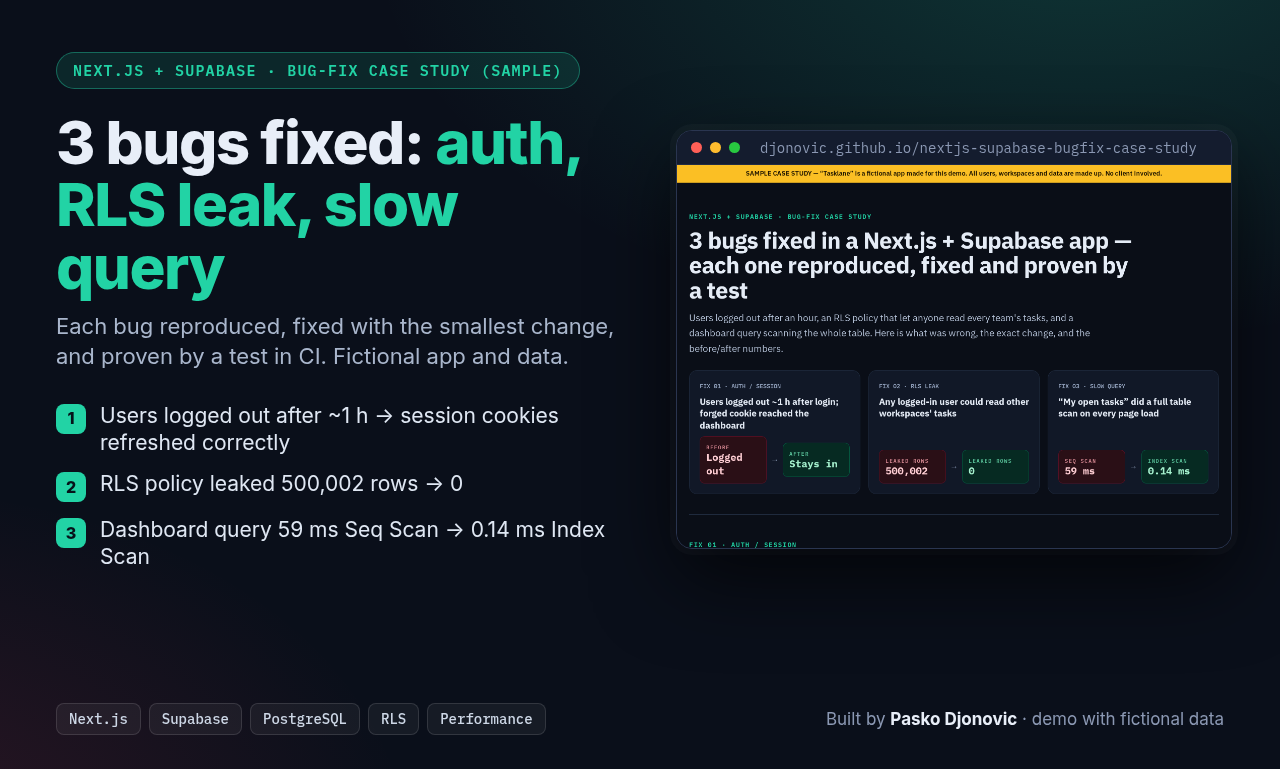 NEXT.JS + SUPABASE · BUG-FIX CASE STUDY (SAMPLE)
3 bugs fixed: auth,
RLS leak, slow
query
Each bug reproduced, fixed with the smallest change,
and proven by a test in CI. Fictional app and data.
1 Users logged out after ~1 h → session cookies
refreshed correctly
2 RLS policy leaked 500,002 rows → 0
3 Dashboard query 59 ms Seq Scan → 0.14 ms Index
Scan
djonovic.github.io/nextjs-supabase-bugfix-case-study
SAMPLE CASE STUDY — "Tasklane" is a fictional app made for this demo. All users, workspaces and data are made up. No client involved.
NEXT.JS + SUPABASE · BUG-FIX CASE STUDY
3 bugs fixed in a Next.js + Supabase app —
each one reproduced, fixed and proven by
a test
Users logged out after an hour, an RLS policy that let anyone read every team's tasks, and a
dashboard query scanning the whole table. Here is what was wrong, the exact change, and the
before/after numbers.
FIX 01 · AUTH / SESSION
Users logged out ~1 h after login;
forged cookie reached the
dashboard
BEFORE
Logged
out
→
AFTER
Stays in
FIX 02 · RLS LEAK
Any logged-in user could read other
workspaces' tasks
LEAKED ROWS
500,002
→
LEAKED ROWS
0
FIX 03 · SLOW QUERY
“My open tasks” did a full table
scan on every page load
SEQ SCAN
59 ms
→
INDEX SCAN
0.14 ms
FIX 01 · AUTH / SESSION
Next.js Supabase PostgreSQL RLS Performance
Built by Pasko Djonovic · demo with fictional data